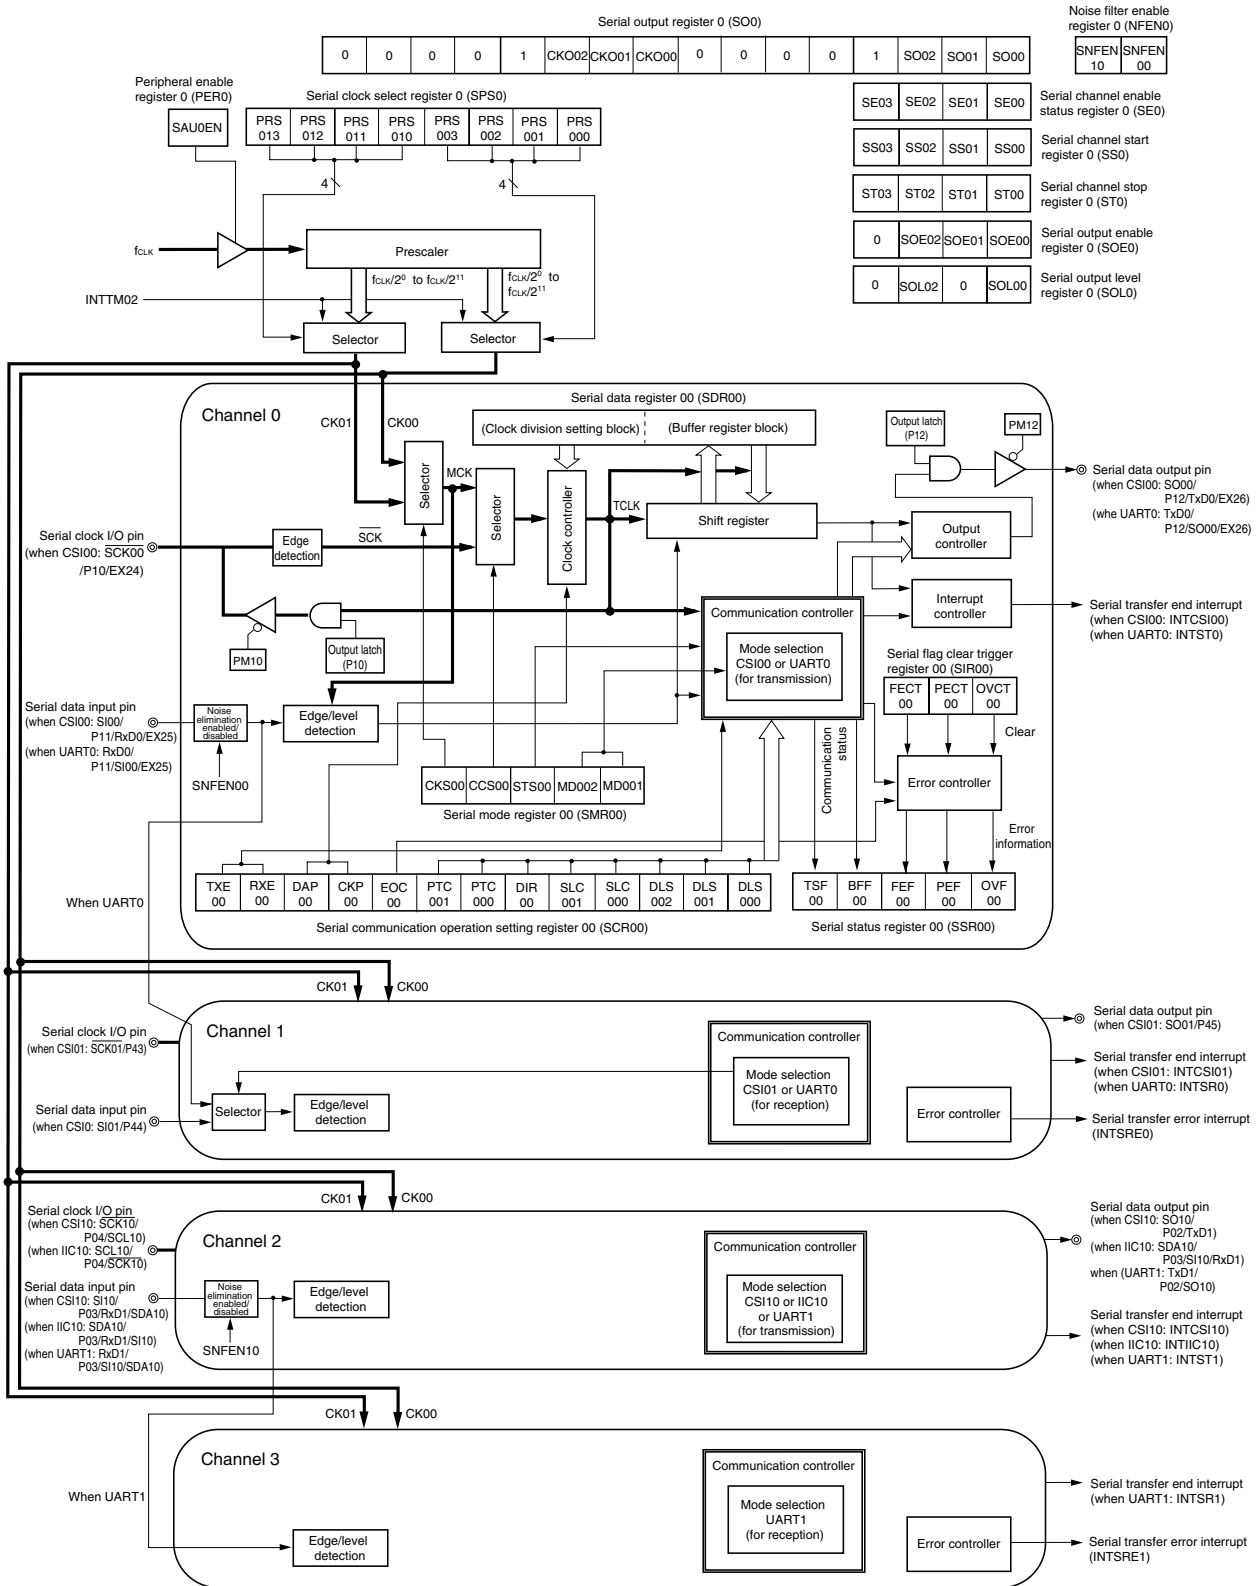 Serial output register 0 (SO0)
0 0 0 0 1 CKO02 CKO01 CKO00 0 0 0 0 1 SO02 SO01 SO00
Noise filter enable
register 0 (NFEN0)
SNFEN
10
SNFEN
00
Peripheral enable
register 0 (PER0)
SAU0EN
Serial clock select register 0 (SPS0)
PRS
013
PRS
012
PRS
011
PRS
010
PRS
003
PRS
002
PRS
001
PRS
000
4
4
SE03 SE02 SE01 SE00
Serial channel enable
status register 0 (SE0)
SS03 SS02 SS01 SS00
Serial channel start
register 0 (SS0)
ST03 ST02 ST01 ST00
Serial channel stop
register 0 (ST0)
0 SOE02 SOE01 SOE00
Serial output enable
register 0 (SOE0)
0 SOL02 0 SOL00
Serial output level
register 0 (SOL0)
fCLK
Prescaler
fCLK/2⁰ to fCLK/2¹¹
fCLK/2⁰ to
fCLK/2¹¹
INTTM02
Selector
Selector
Channel 0
CK01
CK00
Serial data register 00 (SDR00)
(Clock division setting block)
(Buffer register block)
Selector
MCK
Selector
Clock controller
TCLK
Shift register
Output latch
(P12)
PM12
Serial data output pin
(when CSI00: SO00/
P12/TxD0/EX26)
(whe UART0: TxD0/
P12/SO00/EX26)
Output
controller
Serial clock I/O pin
(when CSI00: SCK00
/P10/EX24)
Edge
detection
SCK
Communication controller
Mode selection
CSI00 or UART0
(for transmission)
Interrupt
controller
Serial transfer end interrupt
(when CSI00: INTCSI00)
(when UART0: INTST0)
PM10
Output latch
(P10)
Serial flag clear trigger
register 00 (SIR00)
FECT
00
PECT
00
OVCT
00
Clear
Serial data input pin
(when CSI00: SI00/
P11/RxD0/EX25)
(when UART0: RxD0/
P11/SI00/EX25)
Noise
elimination
enabled/
disabled
SNFEN00
Edge/level
detection
CKS00 CCS00 STS00 MD002 MD001
Serial mode register 00 (SMR00)
Communication
status
Error controller
Error
information
When UART0
TXE
00
RXE
00
DAP
00
CKP
00
EOC
00
PTC
001
PTC
000
DIR
00
SLC
001
SLC
000
DLS
002
DLS
001
DLS
000
Serial communication operation setting register 00 (SCR00)
TSF
00
BFF
00
FEF
00
PEF
00
OVF
00
Serial status register 00 (SSR00)
CK01
CK00
Channel 1
Serial clock I/O pin
(when CSI01: SCK01/P43)
Serial data input pin
(when CSI0: SI01/P44)
Selector
Edge/level
detection
Communication controller
Mode selection
CSI01 or UART0
(for reception)
Error controller
Serial data output pin
(when CSI01: SO01/P45)
Serial transfer end interrupt
(when CSI01: INTCSI01)
(when UART0: INTSR0)
Serial transfer error interrupt
(INTSRE0)
CK01
CK00
Channel 2
Serial clock I/O pin
(when CSI10: SCK10/
P04/SCL10)
(when IIC10: SCL10/
P04/SCK10)
Serial data input pin
(when CSI10: SI10/
P03/RxD1/SDA10)
(when IIC10: SDA10/
P03/RxD1/SI10)
(when UART1: RxD1/
P03/SI10/SDA10)
Noise
elimination
enabled/
disabled
SNFEN10
Edge/level
detection
Communication controller
Mode selection
CSI10 or IIC10
or UART1
(for transmission)
Serial data output pin
(when CSI10: SO10/
P02/TxD1)
(when IIC10: SDA10/
P03/SI10/RxD1)
when (UART1: TxD1/
P02/SO10)
Serial transfer end interrupt
(when CSI10: INTCSI10)
(when IIC10: INTIIC10)
(when UART1: INTST1)
CK01
CK00
Channel 3
When UART1
Edge/level
detection
Communication controller
Mode selection
UART1
(for reception)
Error controller
Serial transfer end interrupt
(when UART1: INTSR1)
Serial transfer error interrupt
(INTSRE1)